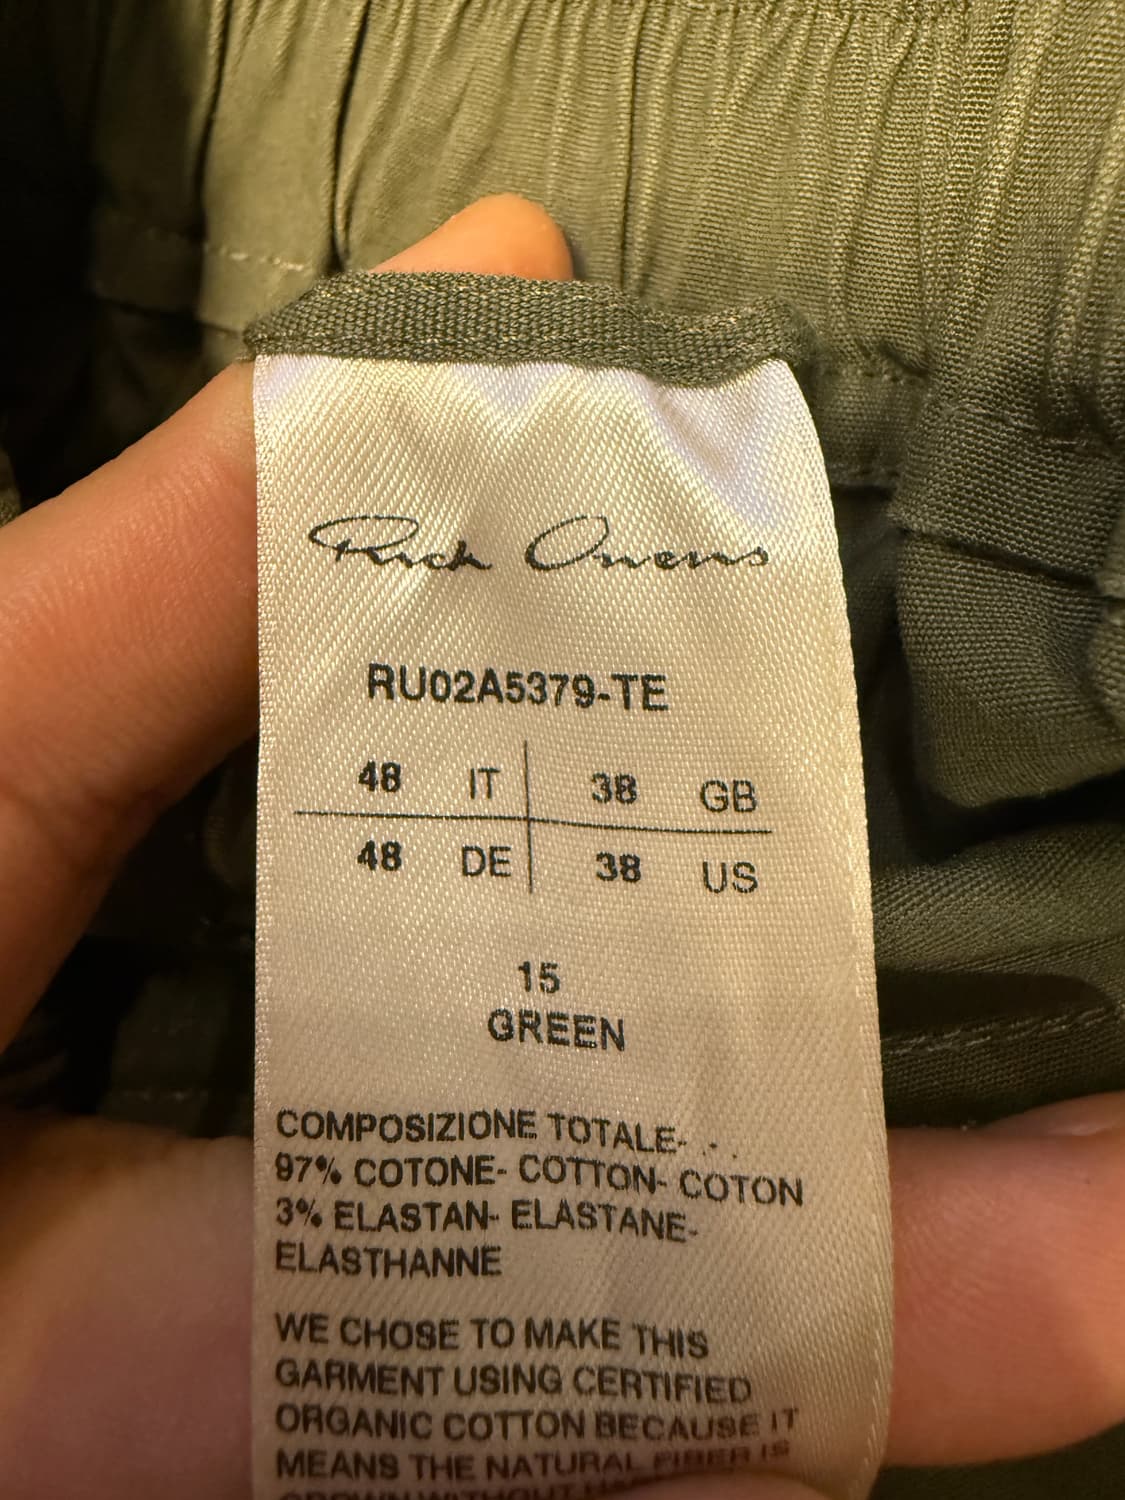 Rick Owens
RU02A5379-TE
48 IT 38 GB
48 DE 38 US
15
GREEN
COMPOSIZIONE TOTALE-
97% COTONE- COTTON- COTON
3% ELASTAN- ELASTANE-
ELASTHANNE
WE CHOSE TO MAKE THIS
GARMENT USING CERTIFIED
ORGANIC COTTON BECAUSE IT
MEANS THE NATURAL FIBER IS
GROWN WITHOUT